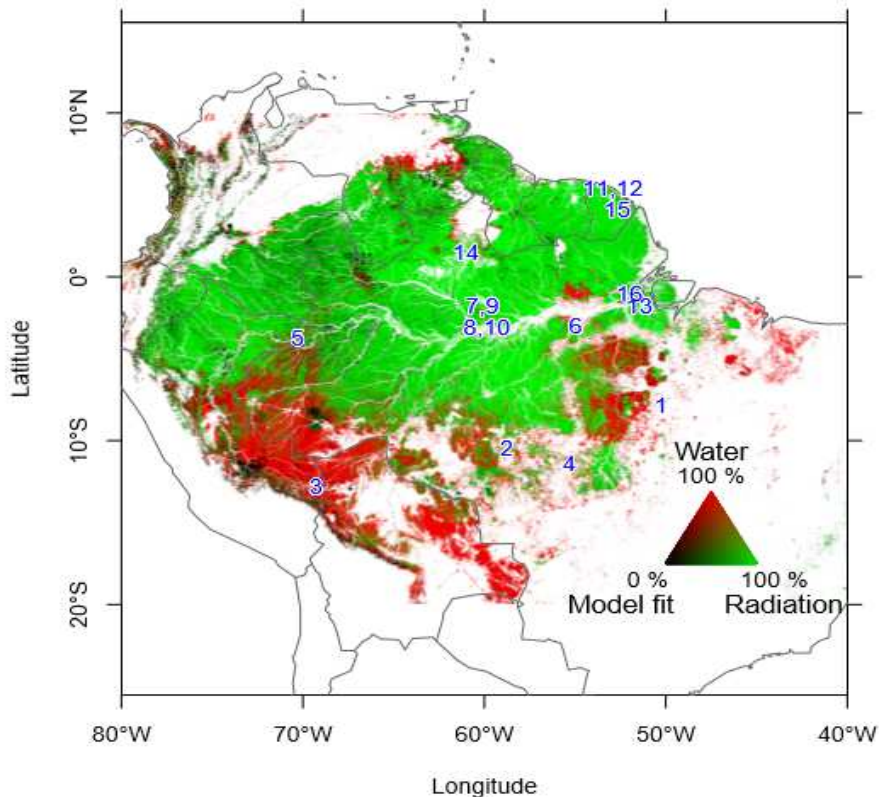 10°N
0°
10°S
20°S
Latitude
11,12
15
14
16
13
7,9
8,10
6
5
1
2
4
3
Water
100 %
0 %
100 %
Model fit
Radiation
80°W
70°W
60°W
50°W
40°W
Longitude